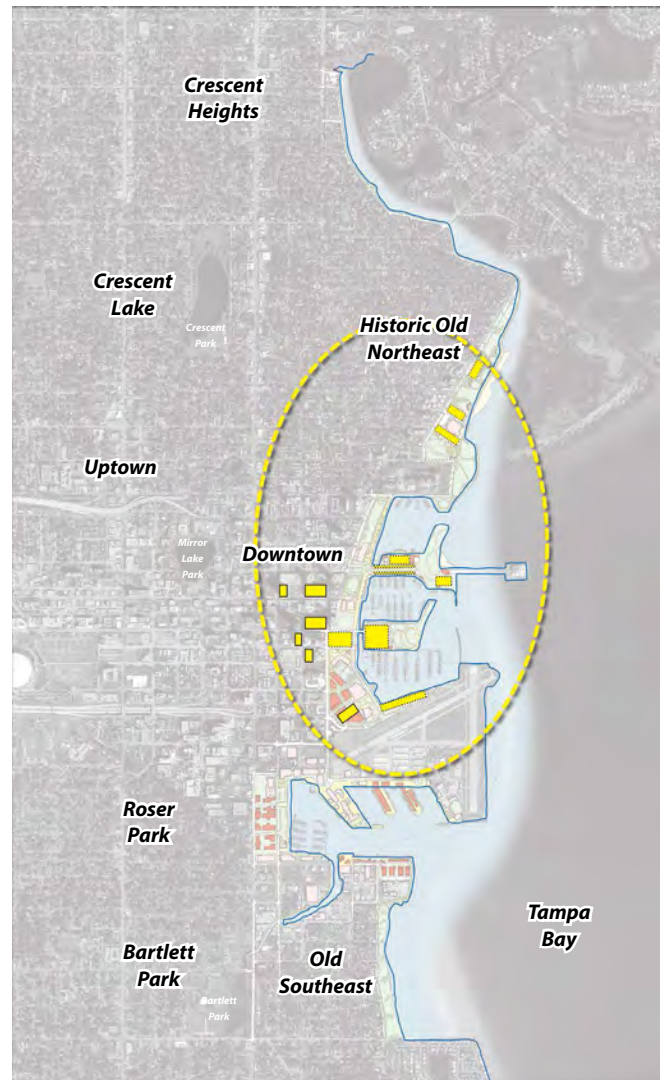 Crescent
Heights
Crescent
Lake
Crescent
Park
Historic Old
Northeast
Uptown
Mirror
Lake
Park
Downtown
Roser
Park
Tampa
Bay
Bartlett
Park
Old
Southeast
Bartlett
Park